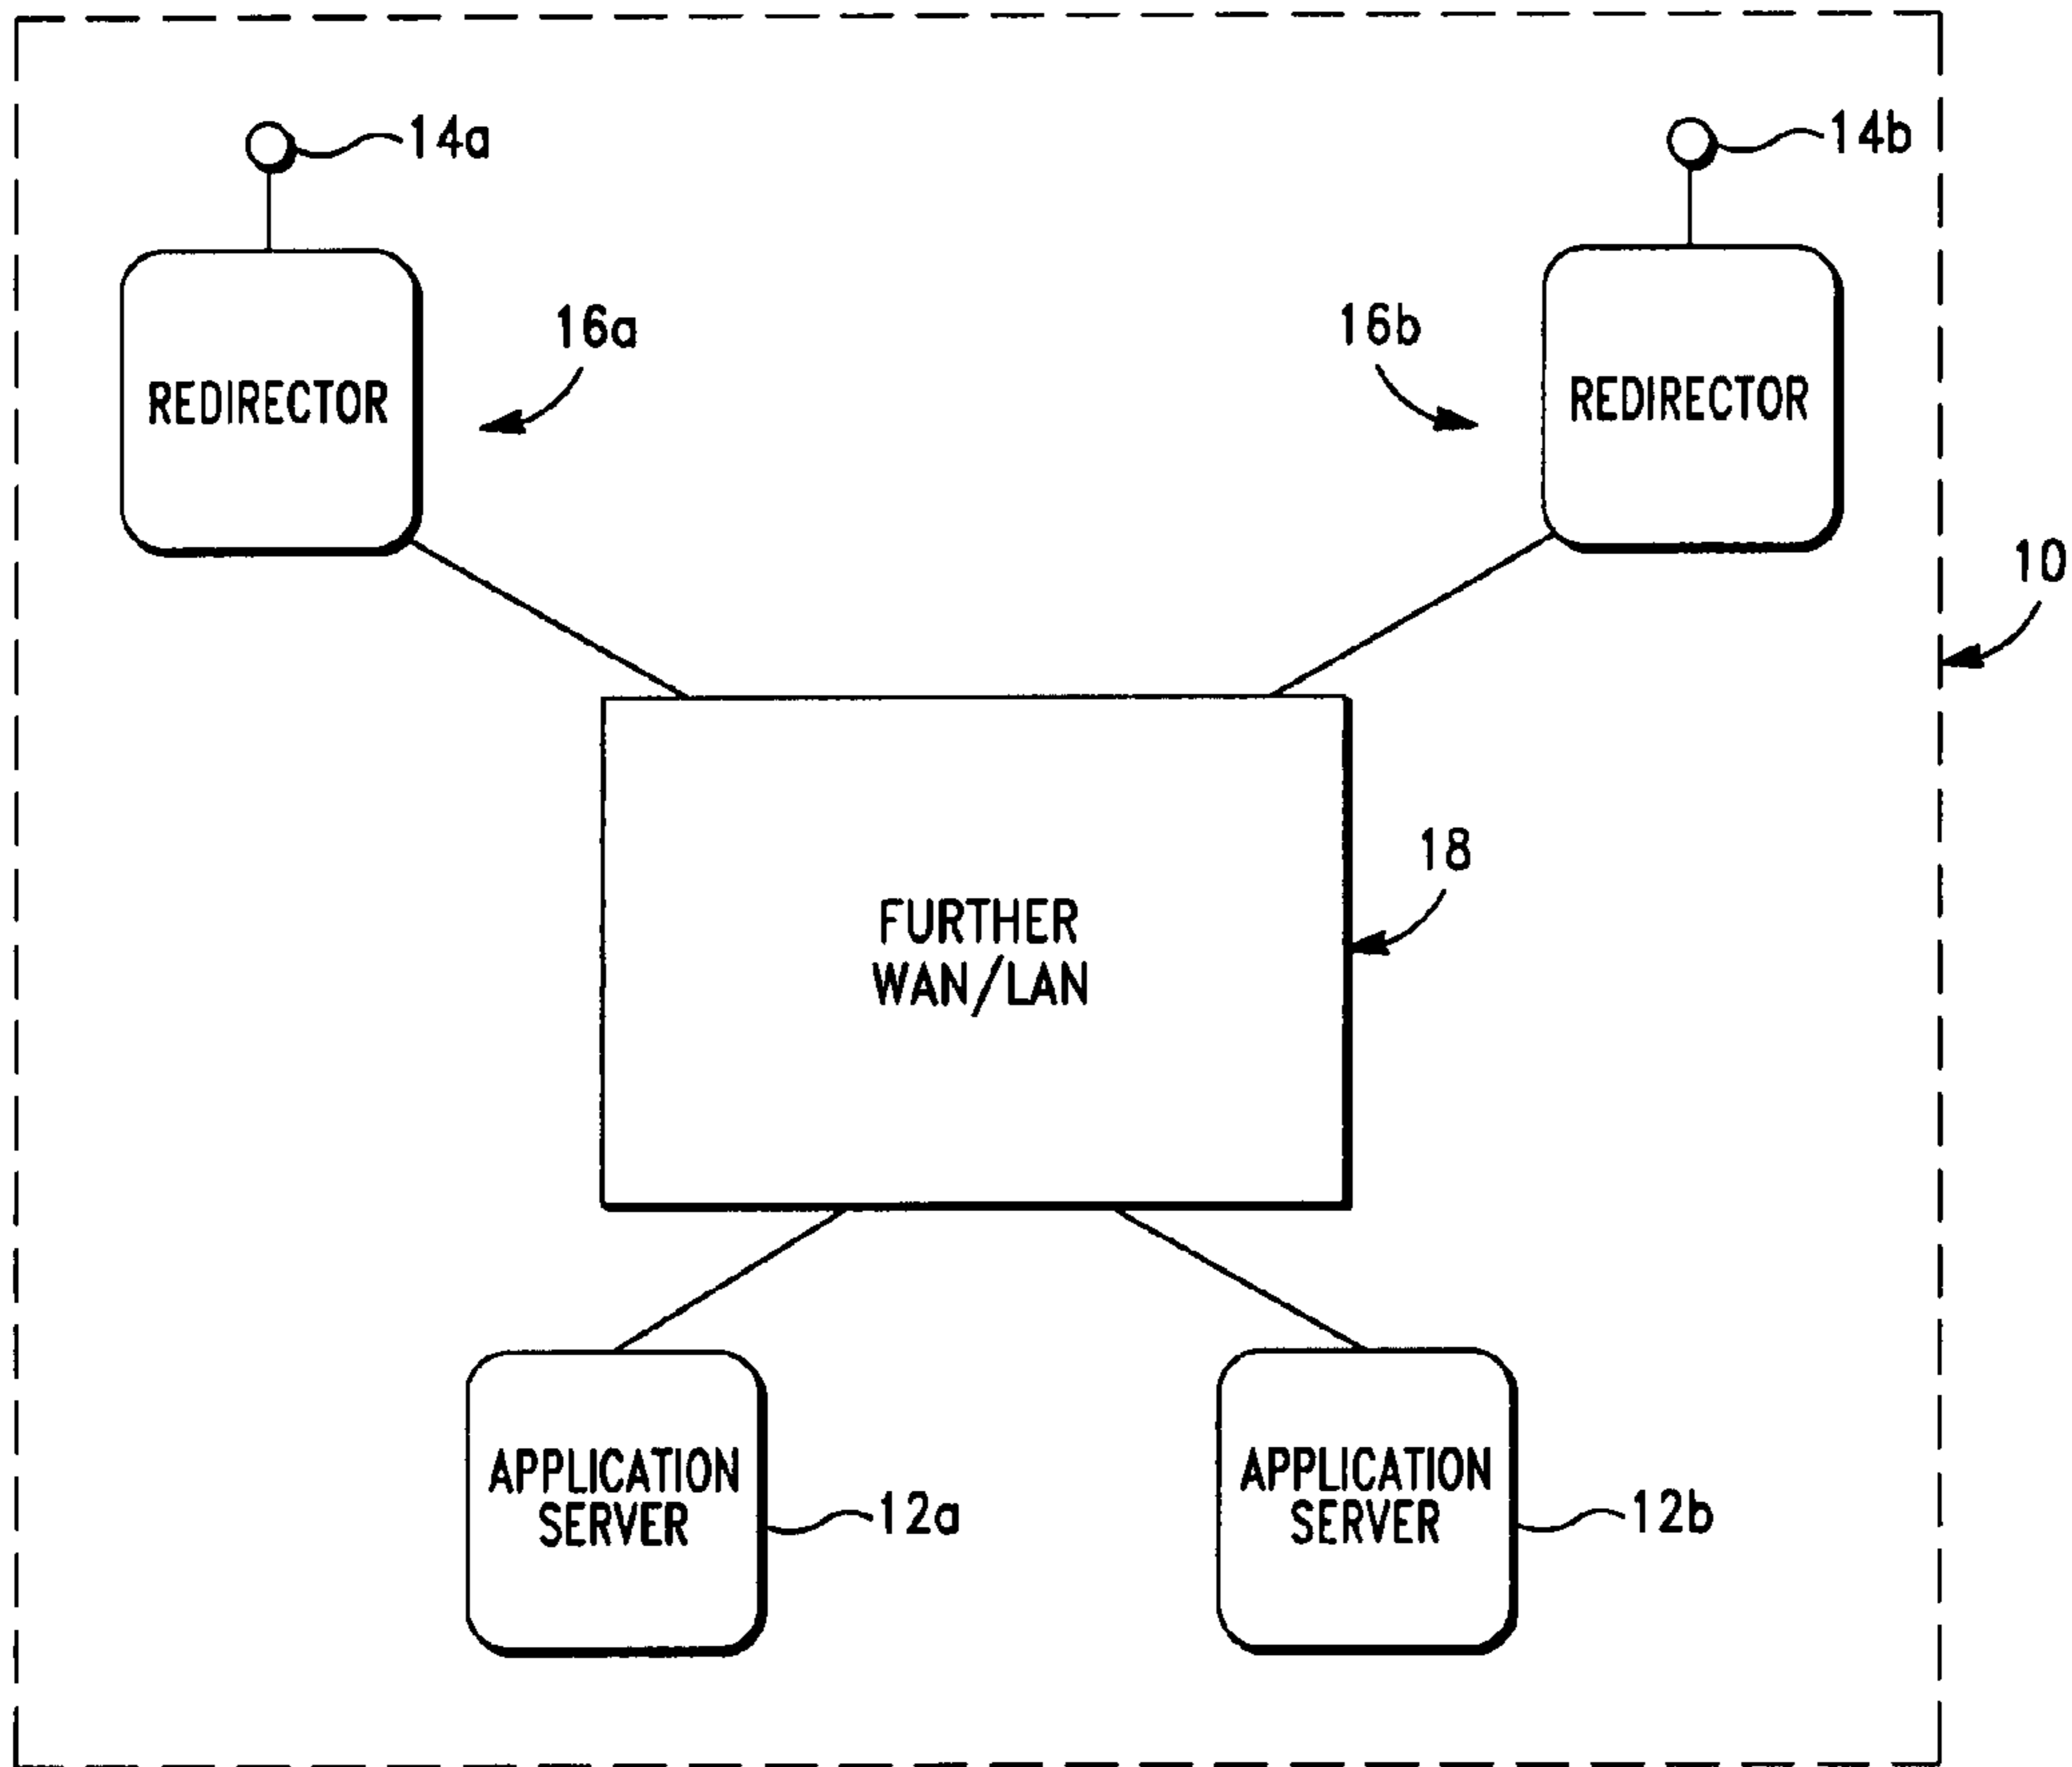 14a
14b
16a
16b
REDIRECTOR
REDIRECTOR
10
18
FURTHER
WAN/LAN
APPLICATION
SERVER
12a
APPLICATION
SERVER
12b